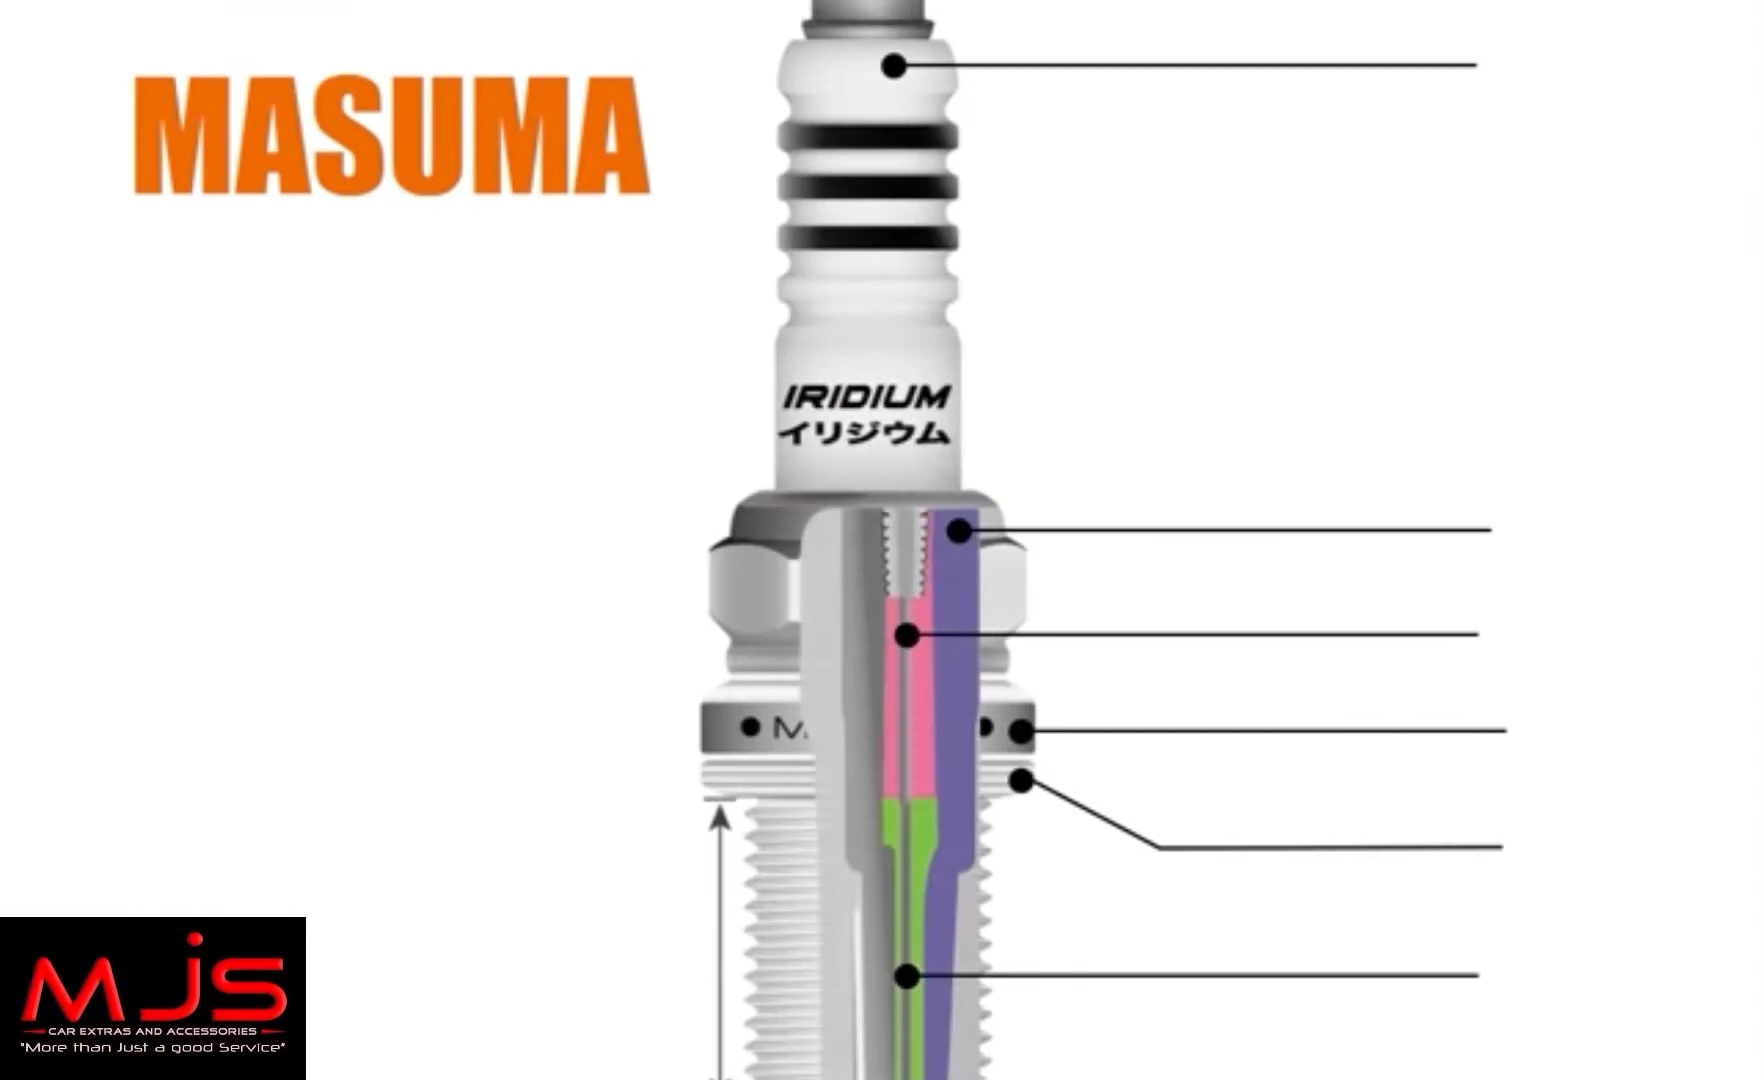 MASUMA
IRIDIUM
イリジウム
M
MJS
CAR EXTRAS AND ACCESSORIES
"More than Just a good Service"